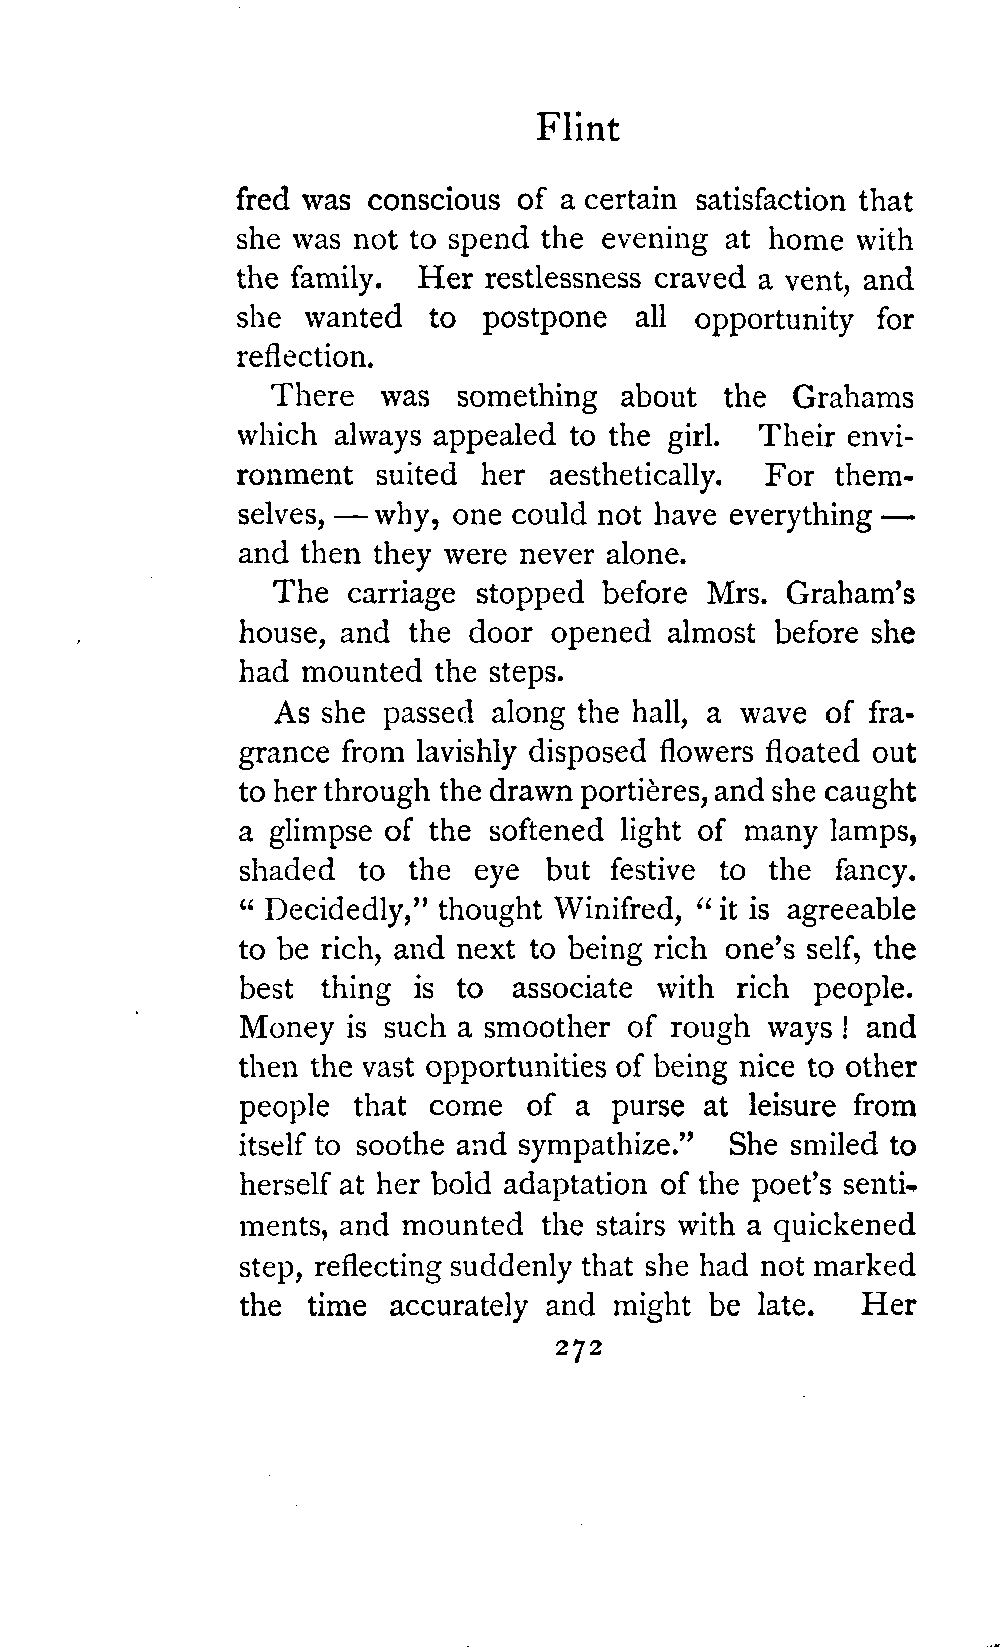 Flint
fred was conscious of a certain satisfaction that
she was not to spend the evening at home with
the family. Her restlessness craved a vent, and
she wanted to postpone all opportunity for
reflection.
There was something about the Grahams
which always appealed to the girl. Their envi-
ronment suited her aesthetically. For them-
selves, — why, one could not have everything —
and then they were never alone.
The carriage stopped before Mrs. Graham's
house, and the door opened almost before she
had mounted the steps.
As she passed along the hall, a wave of fra-
grance from lavishly disposed flowers floated out
to her through the drawn portières, and she caught
a glimpse of the softened light of many lamps,
shaded to the eye but festive to the fancy.
“ Decidedly,” thought Winifred, “ it is agreeable
to be rich, and next to being rich one's self, the
best thing is to associate with rich people.
Money is such a smoother of rough ways ! and
then the vast opportunities of being nice to other
people that come of a purse at leisure from
itself to soothe and sympathize.” She smiled to
herself at her bold adaptation of the poet's senti-
ments, and mounted the stairs with a quickened
step, reflecting suddenly that she had not marked
the time accurately and might be late. Her
272